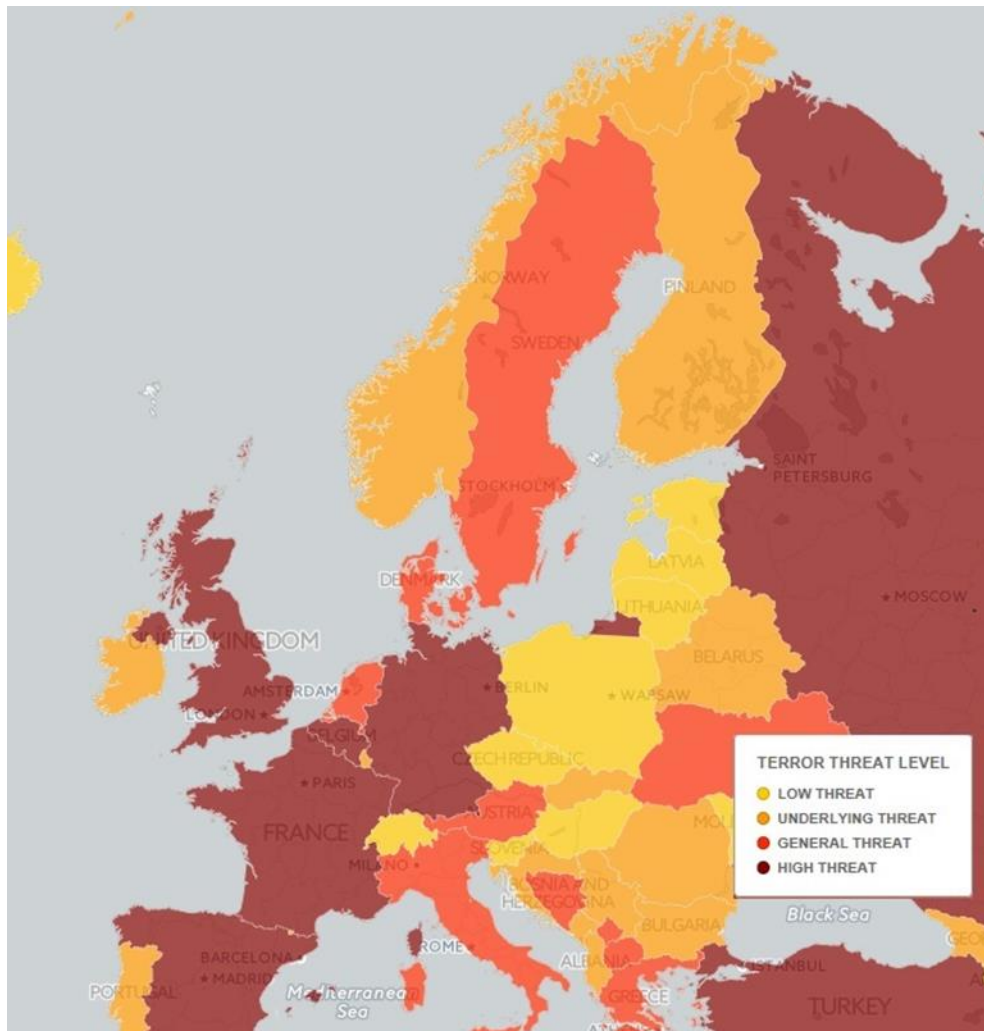 NORWAY
FINLAND
SWEDEN
SAINT
PETERSBURG
STOCKHOLM
LATVIA
DENMARK
LITHUANIA
MOSCOW
UNITED KINGDOM
BELARUS
AMSTERDAM
BERLIN
WARSAW
LONDON
BELGIUM
CZECH REPUBLIC
PARIS
TERROR THREAT LEVEL
LOW THREAT
UNDERLYING THREAT
GENERAL THREAT
HIGH THREAT
AUSTRIA
MOL
FRANCE
SLOVENIA
MILANO
BOSNIA AND
HERZEGOVINA
Black Sea
BULGARIA
GEO
ROME
BARCELONA
ALBANIA
ISTANBUL
MADRID
PORTUGAL
Mediterranean
Sea
GREECE
TURKEY